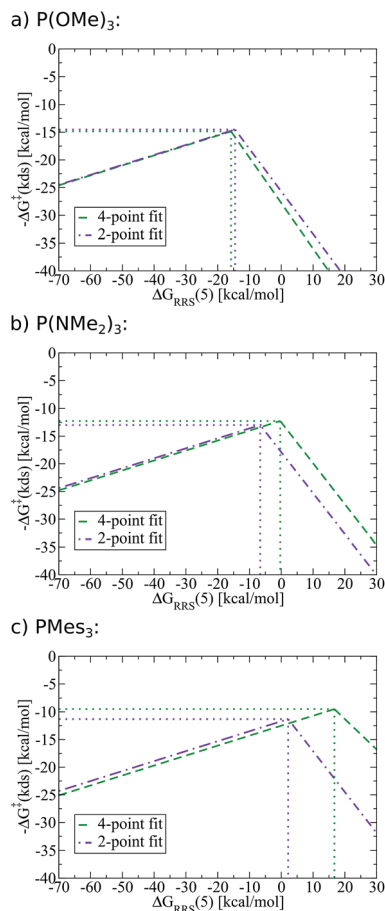 a) P(OMe)₃:
0
-5
-10
-15
-20
-25
-30
-35
-40
-ΔG‡(kds) [kcal/mol]
4-point fit
2-point fit
-70 -60 -50 -40 -30 -20 -10 0 10 20 30
ΔG_RRS(5) [kcal/mol]
b) P(NMe₂)₃:
0
-5
-10
-15
-20
-25
-30
-35
-40
-ΔG‡(kds) [kcal/mol]
4-point fit
2-point fit
-70 -60 -50 -40 -30 -20 -10 0 10 20 30
ΔG_RRS(5) [kcal/mol]
c) PMes₃:
0
-5
-10
-15
-20
-25
-30
-35
-40
-ΔG‡(kds) [kcal/mol]
4-point fit
2-point fit
-70 -60 -50 -40 -30 -20 -10 0 10 20 30
ΔG_RRS(5) [kcal/mol]